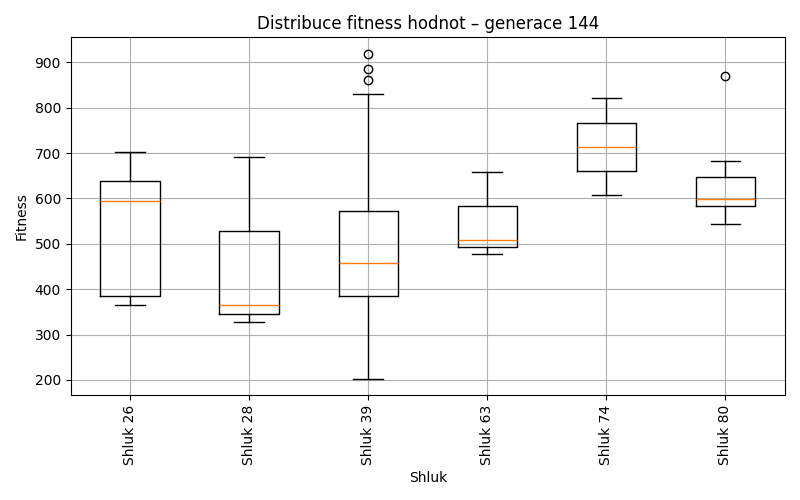 Distribuce fitness hodnot – generace 144
900
800
700
600
500
400
300
200
Fitness
Shluk 26
Shluk 28
Shluk 39
Shluk 63
Shluk 74
Shluk 80
Shluk